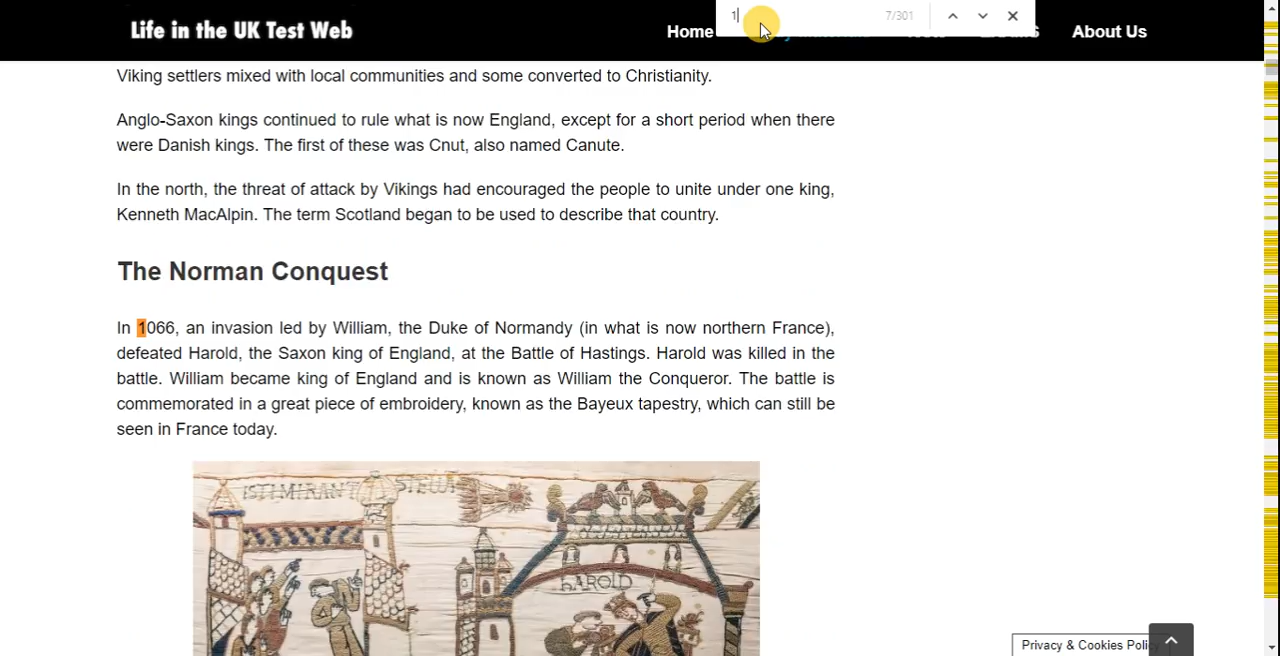 Life in the UK Test Web
Home
About Us
1
7/301
Viking settlers mixed with local communities and some converted to Christianity.
Anglo-Saxon kings continued to rule what is now England, except for a short period when there
were Danish kings. The first of these was Cnut, also named Canute.
In the north, the threat of attack by Vikings had encouraged the people to unite under one king,
Kenneth MacAlpin. The term Scotland began to be used to describe that country.
The Norman Conquest
In 1066, an invasion led by William, the Duke of Normandy (in what is now northern France),
defeated Harold, the Saxon king of England, at the Battle of Hastings. Harold was killed in the
battle. William became king of England and is known as William the Conqueror. The battle is
commemorated in a great piece of embroidery, known as the Bayeux tapestry, which can still be
seen in France today.
HAROLD
Privacy & Cookies Policy